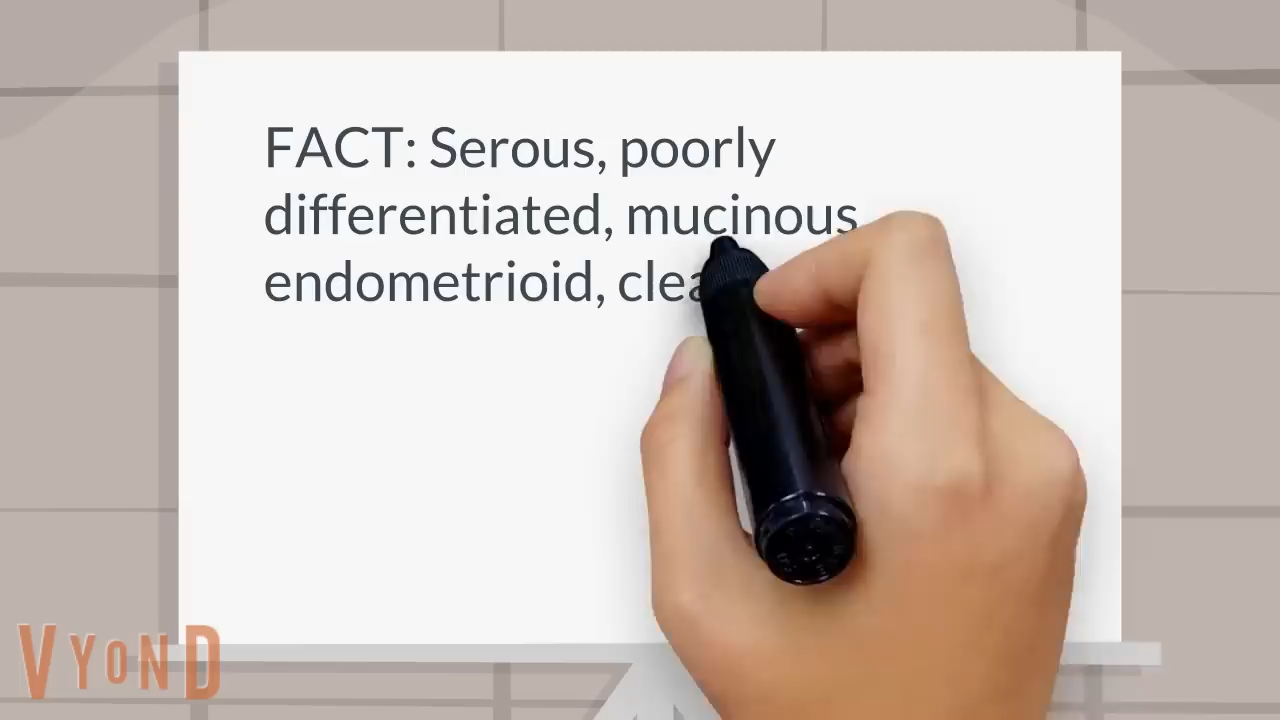 FACT: Serous, poorly
differentiated, mucinous
endometrioid, clea
VYOND